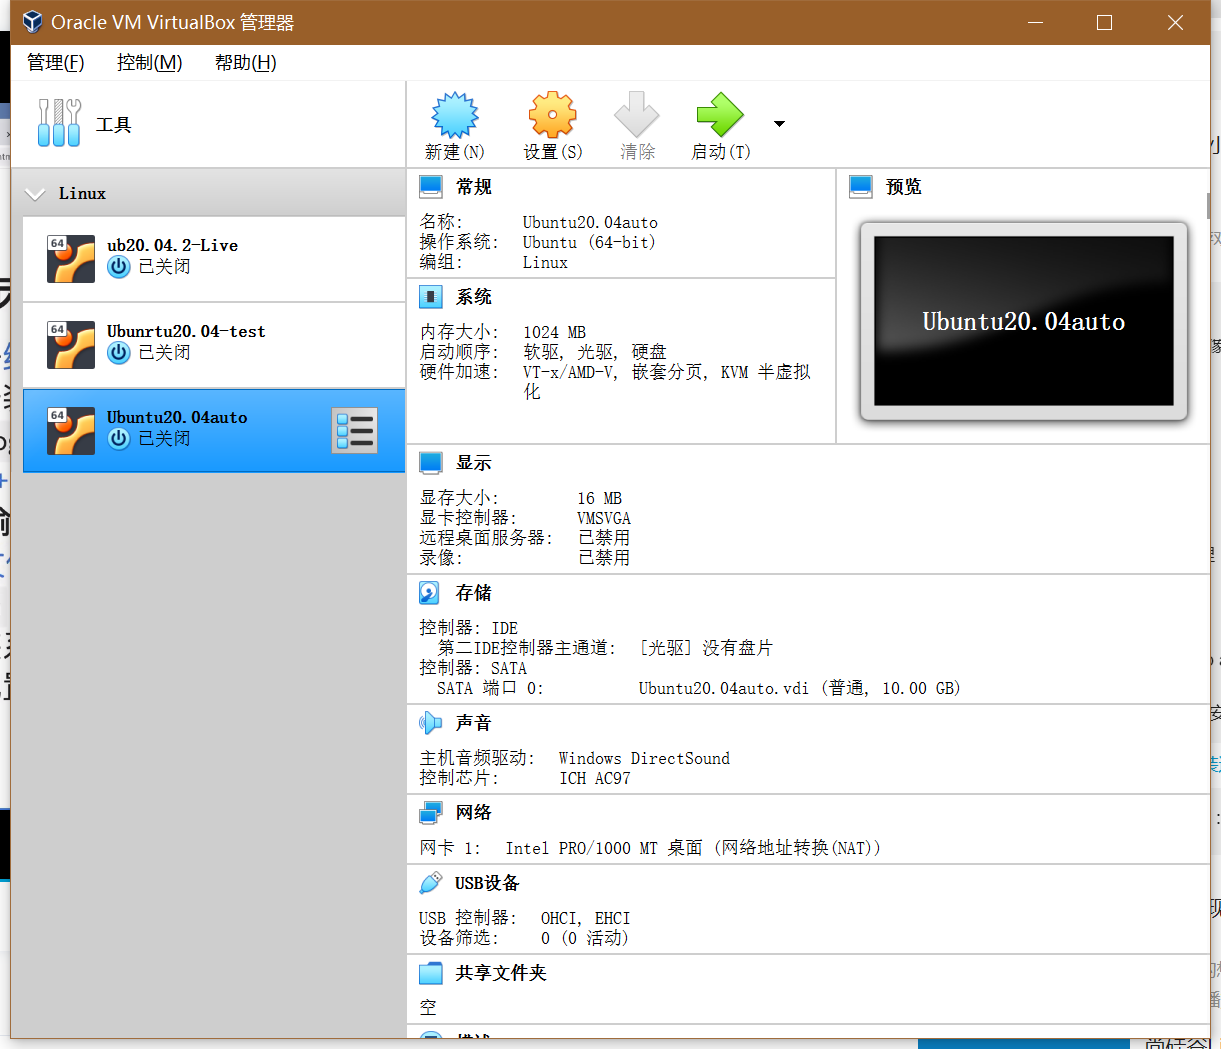 Oracle VM VirtualBox 管理器
管理(F) 控制(M) 帮助(H)
工具
新建(N) 设置(S) 清除 启动(T)
Linux
64
ub20.04.2-Live
已关闭
64
Ubunrtu20.04-test
已关闭
64
Ubuntu20.04auto
已关闭
常规
名称: Ubuntu20.04auto
操作系统: Ubuntu (64-bit)
编组: Linux
预览
Ubuntu20.04auto
系统
内存大小: 1024 MB
启动顺序: 软驱, 光驱, 硬盘
硬件加速: VT-x/AMD-V, 嵌套分页, KVM 半虚拟
化
显示
显存大小: 16 MB
显卡控制器: VMSVGA
远程桌面服务器: 已禁用
录像: 已禁用
存储
控制器: IDE
第二IDE控制器主通道: [光驱] 没有盘片
控制器: SATA
SATA 端口 0: Ubuntu20.04auto.vdi (普通, 10.00 GB)
声音
主机音频驱动: Windows DirectSound
控制芯片: ICH AC97
网络
网卡 1: Intel PRO/1000 MT 桌面 (网络地址转换(NAT))
USB设备
USB 控制器: OHCI, EHCI
设备筛选: 0 (0 活动)
共享文件夹
空